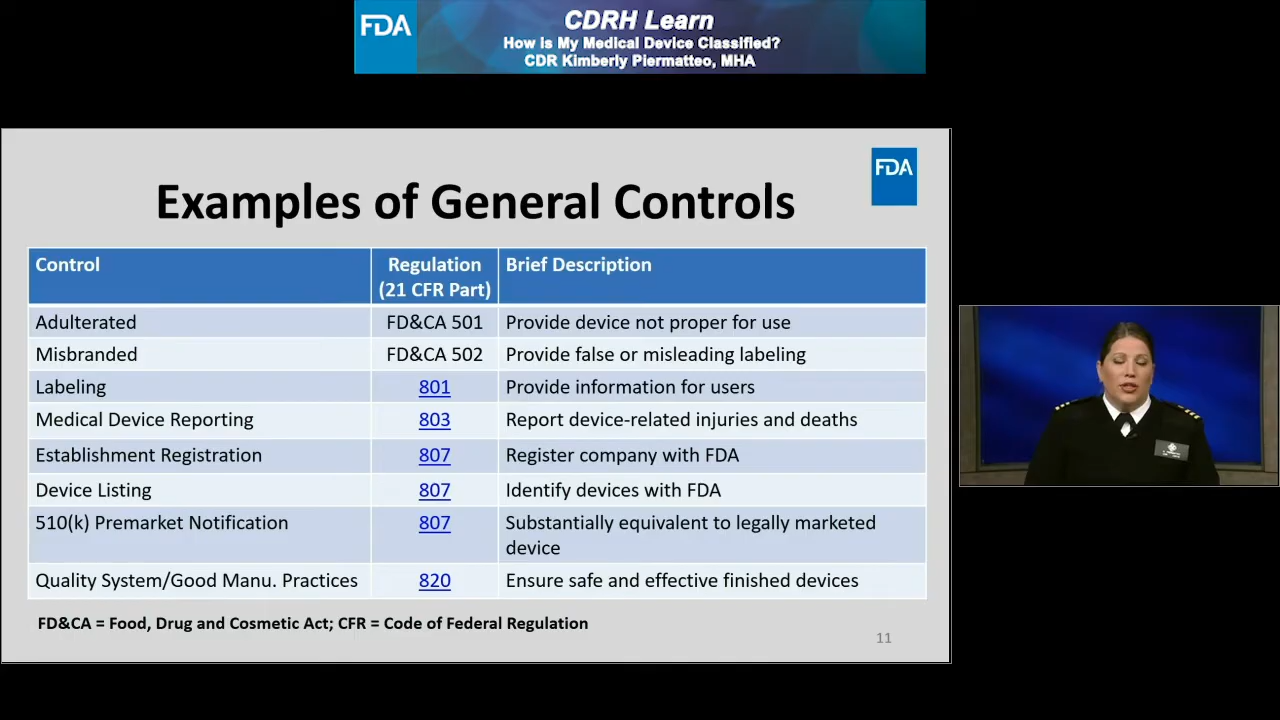 FDA
CDRH Learn
How is My Medical Device Classified?
CDR Kimberly Piermatteo, MHA
FDA
Examples of General Controls
Control Regulation (21 CFR Part) Brief Description
Adulterated FD&CA 501 Provide device not proper for use
Misbranded FD&CA 502 Provide false or misleading labeling
Labeling 801 Provide information for users
Medical Device Reporting 803 Report device-related injuries and deaths
Establishment Registration 807 Register company with FDA
Device Listing 807 Identify devices with FDA
510(k) Premarket Notification 807 Substantially equivalent to legally marketed
device
Quality System/Good Manu. Practices 820 Ensure safe and effective finished devices
FD&CA = Food, Drug and Cosmetic Act; CFR = Code of Federal Regulation
11